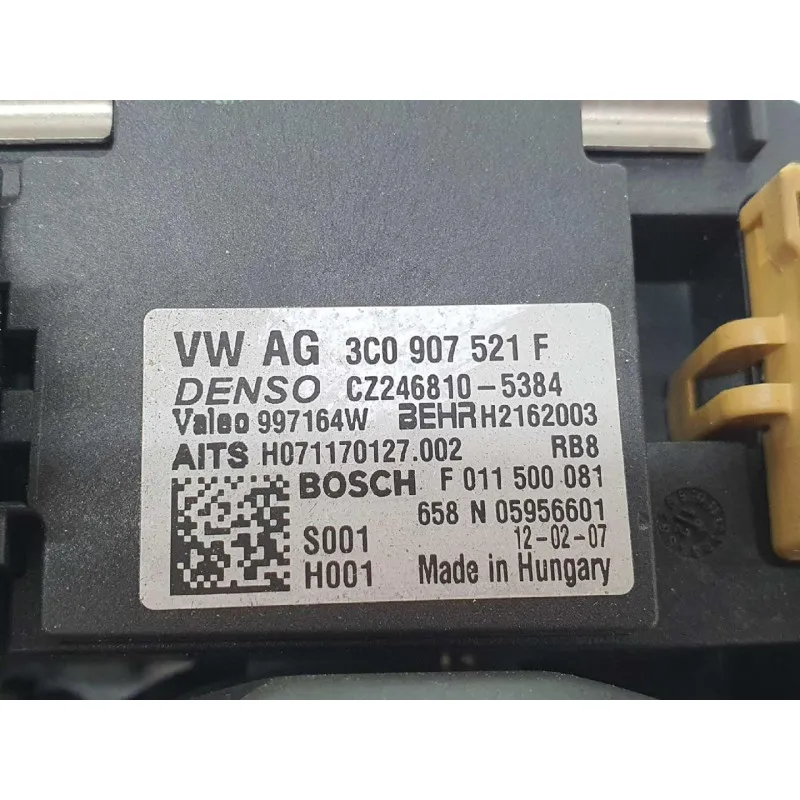 VW AG 3C0 907 521 F
DENSO CZ246810-5384
Valeo 997164W BEHR H2162003
AITS H071170127.002 RB8
BOSCH F 011 500 081
658 N 05956601
S001 12-02-07
H001 Made in Hungary